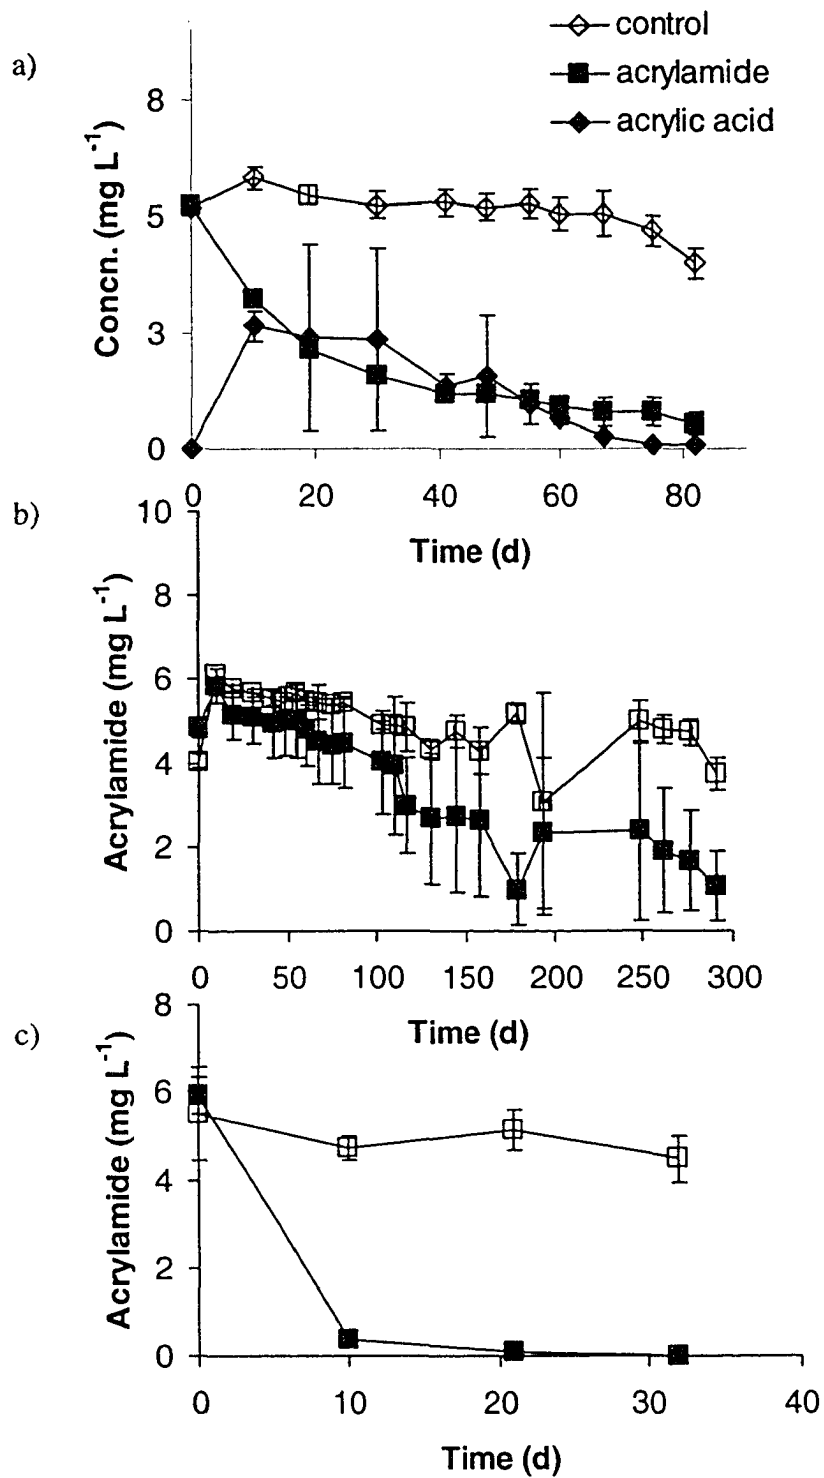 control
a)
acrylamide
acrylic acid
Concn. (mg L-1)
8
5
3
0
0 20 40 60 80
Time (d)
b)
Acrylamide (mg L-1)
10
8
6
4
2
0
0 50 100 150 200 250 300
Time (d)
c)
Acrylamide (mg L-1)
8
6
4
2
0
0 10 20 30 40
Time (d)